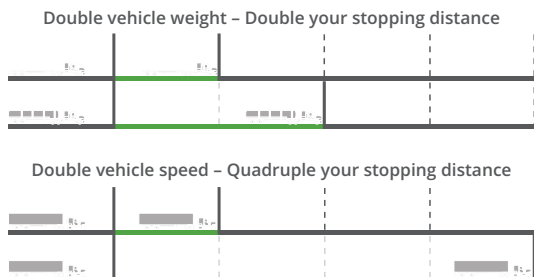 Double vehicle weight – Double your stopping distance
Double vehicle speed – Quadruple your stopping distance